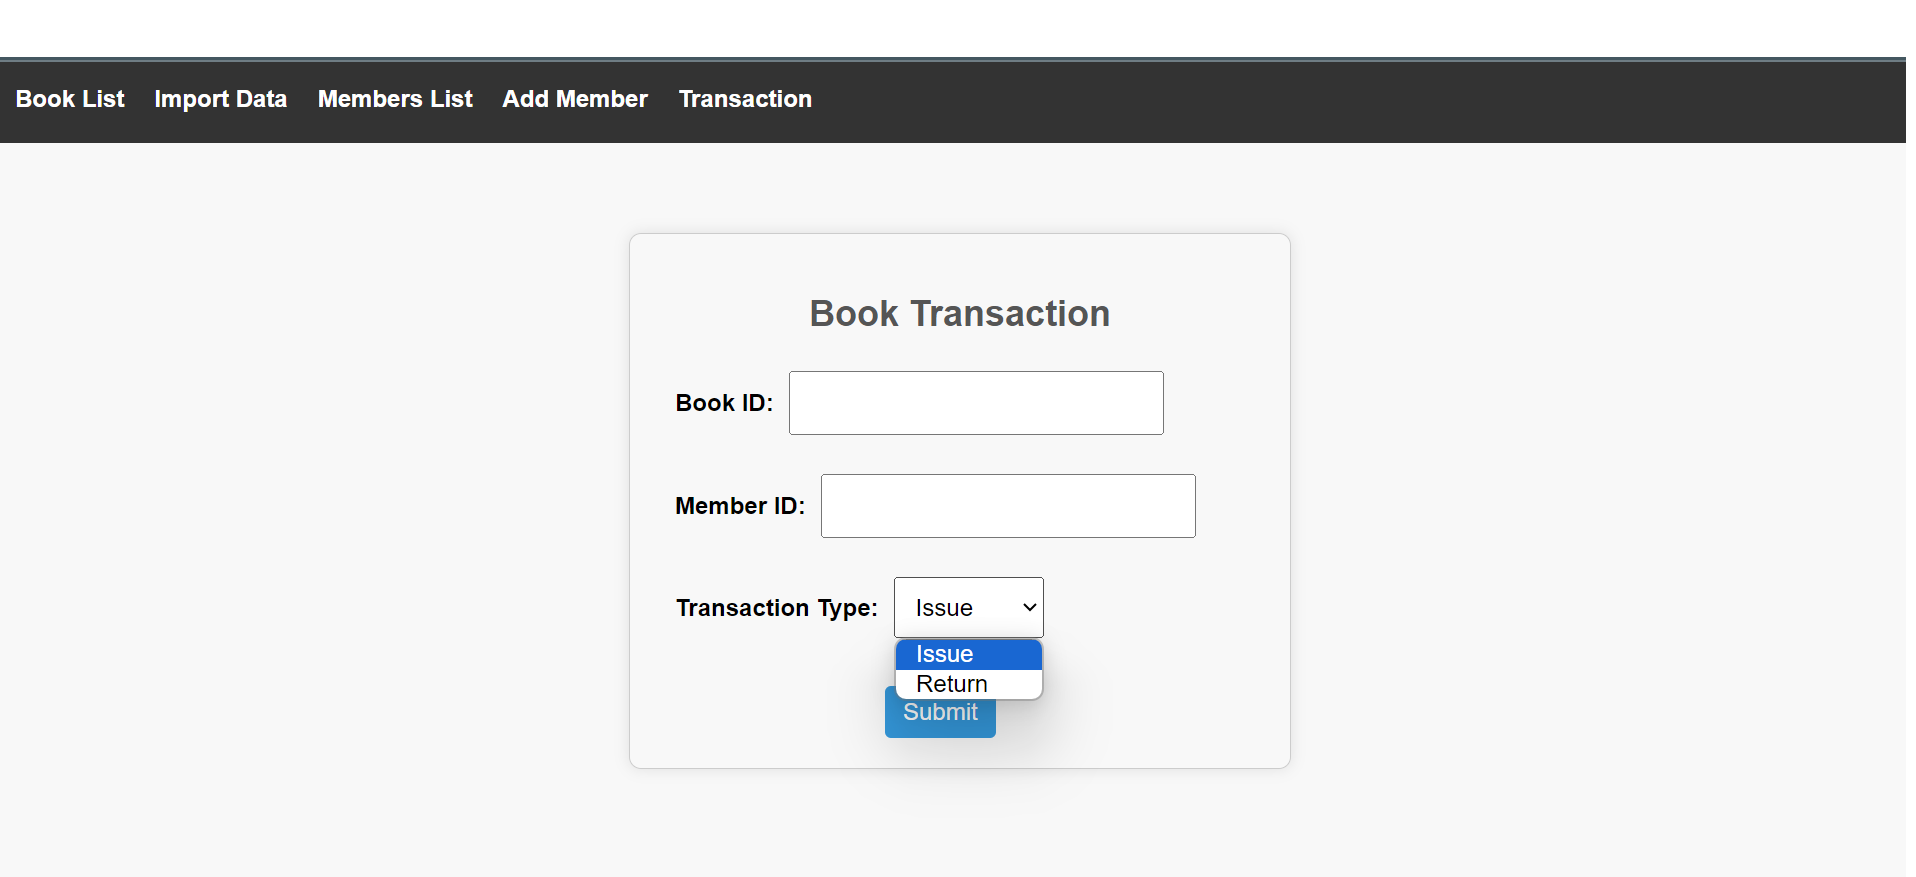 Book List Import Data Members List Add Member Transaction
Book Transaction
Book ID:
Member ID:
Transaction Type: Issue
Issue
Return
Submit